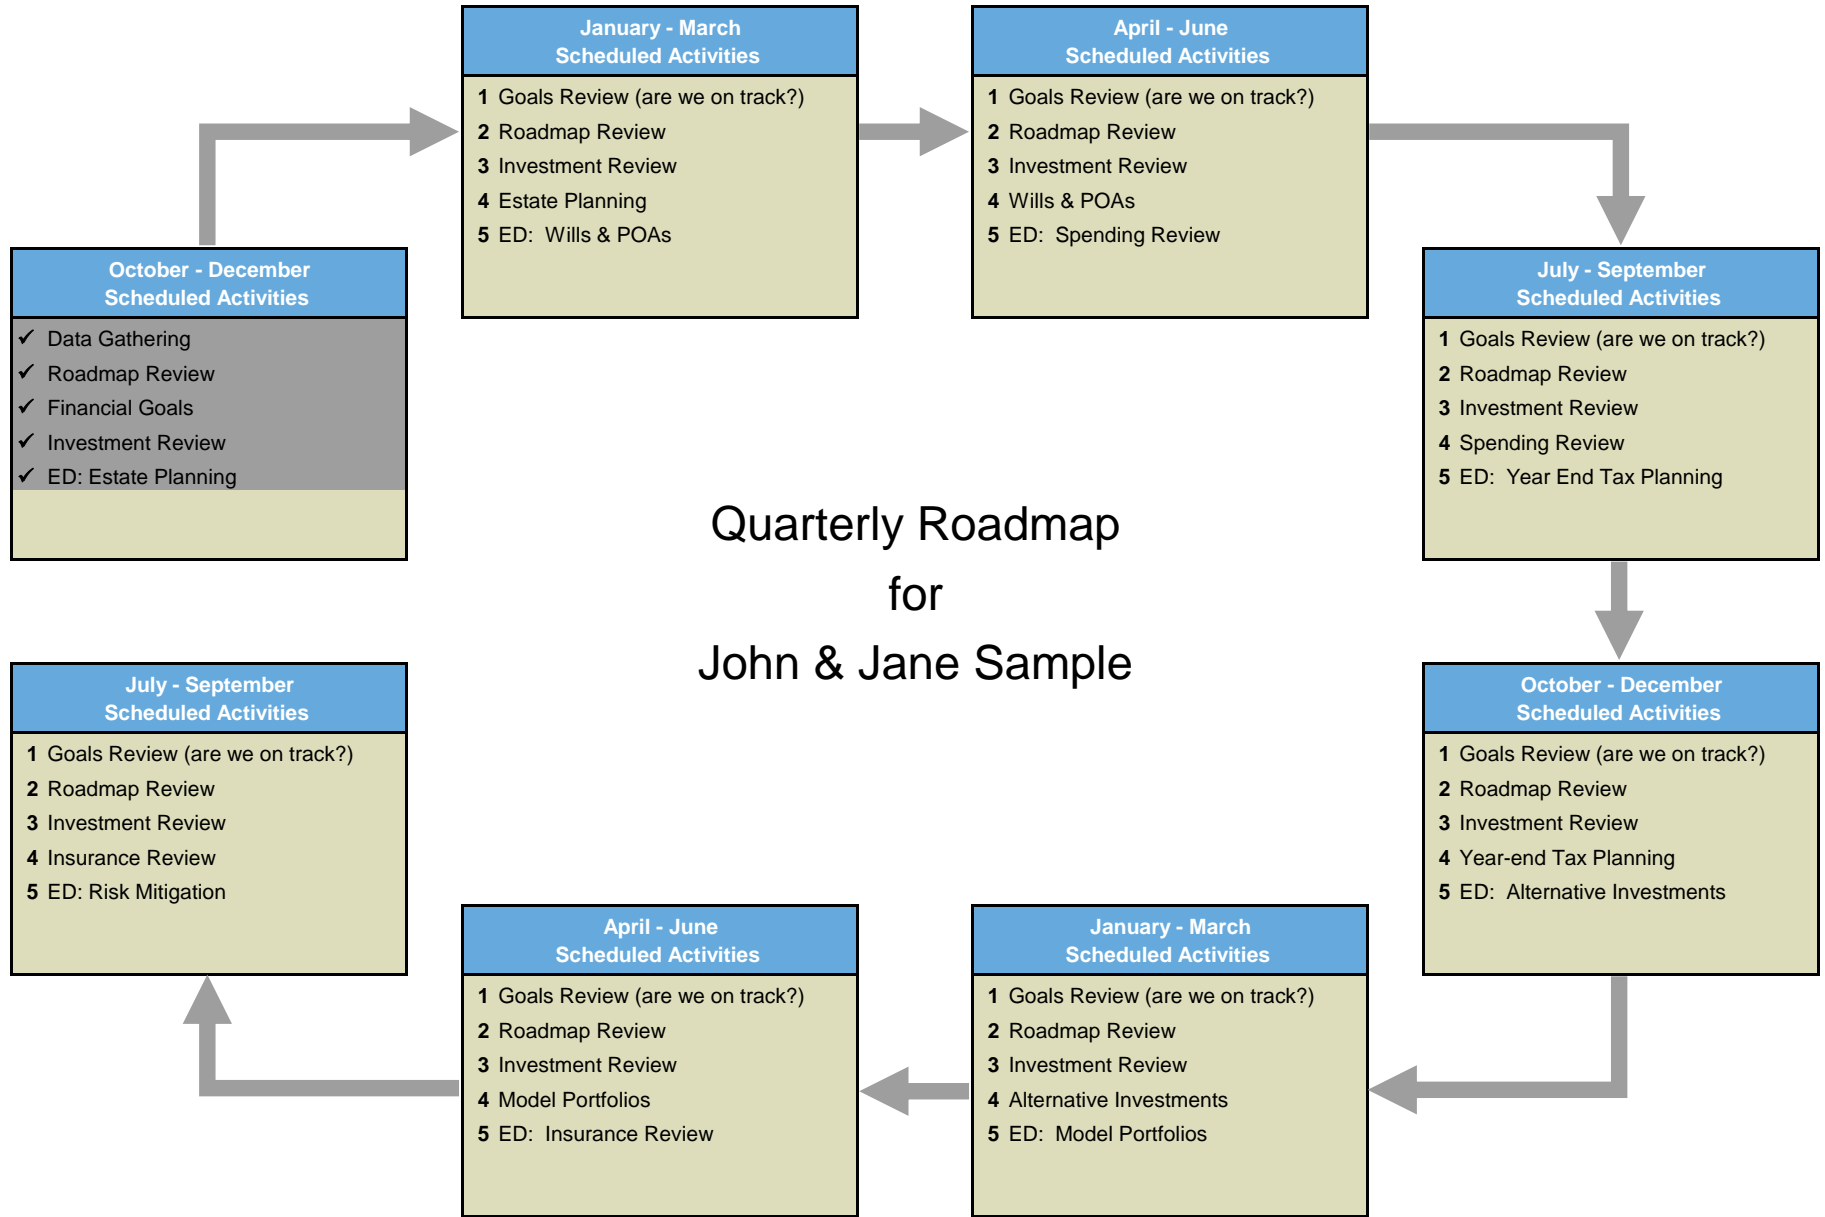 January - March
Scheduled Activities
1 Goals Review (are we on track?)
2 Roadmap Review
3 Investment Review
4 Estate Planning
5 ED: Wills & POAs
April - June
Scheduled Activities
1 Goals Review (are we on track?)
2 Roadmap Review
3 Investment Review
4 Wills & POAs
5 ED: Spending Review
October - December
Scheduled Activities
✓ Data Gathering
✓ Roadmap Review
✓ Financial Goals
✓ Investment Review
✓ ED: Estate Planning
July - September
Scheduled Activities
1 Goals Review (are we on track?)
2 Roadmap Review
3 Investment Review
4 Spending Review
5 ED: Year End Tax Planning
Quarterly Roadmap
for
John & Jane Sample
July - September
Scheduled Activities
1 Goals Review (are we on track?)
2 Roadmap Review
3 Investment Review
4 Insurance Review
5 ED: Risk Mitigation
October - December
Scheduled Activities
1 Goals Review (are we on track?)
2 Roadmap Review
3 Investment Review
4 Year-end Tax Planning
5 ED: Alternative Investments
April - June
Scheduled Activities
1 Goals Review (are we on track?)
2 Roadmap Review
3 Investment Review
4 Model Portfolios
5 ED: Insurance Review
January - March
Scheduled Activities
1 Goals Review (are we on track?)
2 Roadmap Review
3 Investment Review
4 Alternative Investments
5 ED: Model Portfolios